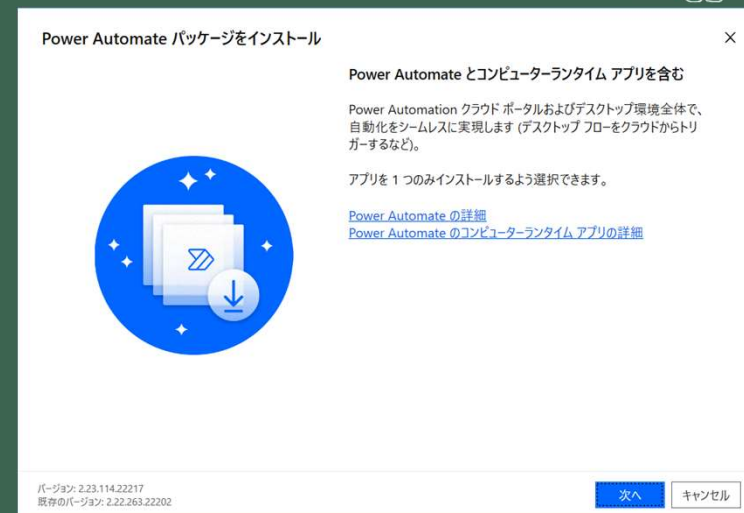 Power Automate パッケージをインストール
Power Automate とコンピューターランタイム アプリを含む
Power Automation クラウド ポータルおよびデスクトップ環境全体で、
自動化をシームレスに実現します (デスクトップ フローをクラウドからトリ
ガーするなど)。
アプリを 1 つのみインストールするよう選択できます。
Power Automate の詳細
Power Automate のコンピューターランタイム アプリの詳細
バージョン: 2.23.114.22217
既存のバージョン: 2.22.263.22202
次へ
キャンセル